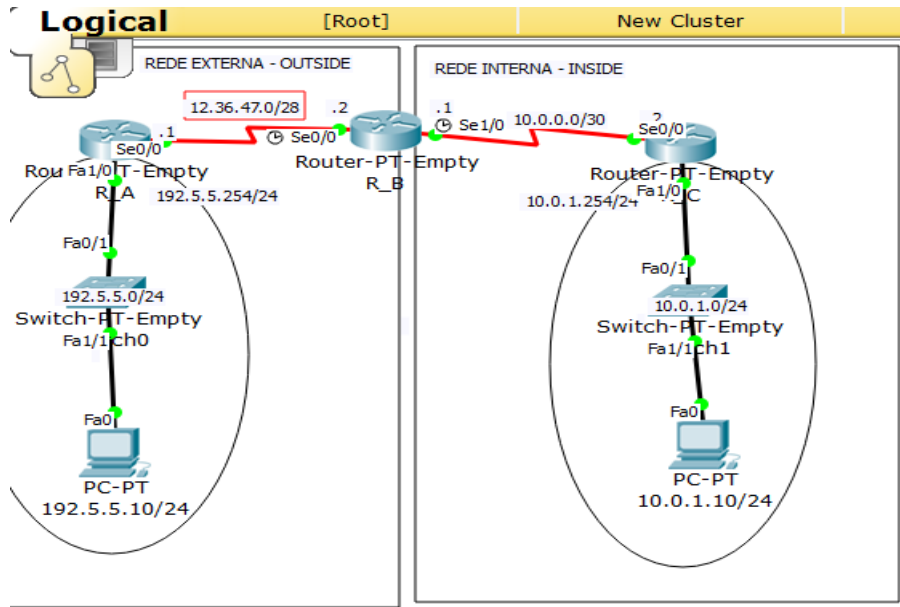 Logical [Root] New Cluster
REDE EXTERNA - OUTSIDE
REDE INTERNA - INSIDE
12.36.47.0/28
.2
.1
Se0/0
Se0/0
.1
Se1/0
10.0.0.0/30
Se0/0
Fa1/0
R_A
192.5.5.254/24
Router-PT-Empty
R_B
Router-PT-Empty
10.0.1.254/24
Fa1/0
Fa0/1
192.5.5.0/24
Switch-PT-Empty
Fa1/1
Fa0
PC-PT
192.5.5.10/24
Fa0/1
10.0.1.0/24
Switch-PT-Empty
Fa1/1
Fa0
PC-PT
10.0.1.10/24